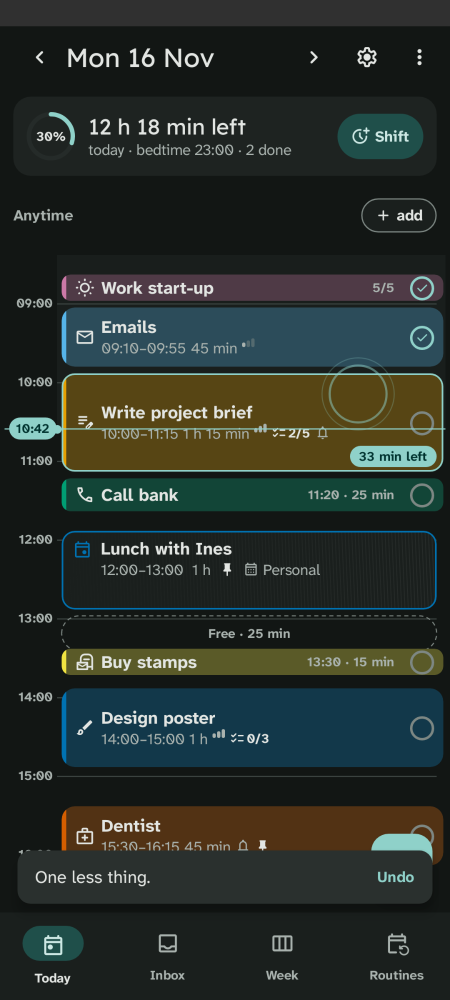 Mon 16 Nov
30%
12 h 18 min left
today · bedtime 23:00 · 2 done
Shift
Anytime
+ add
Work start-up
5/5
09:00
Emails
09:10–09:55 45 min
10:00
Write project brief
10:00–11:15 1 h 15 min 2/5
10:42
33 min left
11:00
Call bank
11:20 · 25 min
12:00
Lunch with Ines
12:00–13:00 1 h Personal
13:00
Free · 25 min
Buy stamps
13:30 · 15 min
14:00
Design poster
14:00–15:00 1 h 0/3
15:00
Dentist
15:30–16:15 45 min
One less thing.
Undo
Today
Inbox
Week
Routines